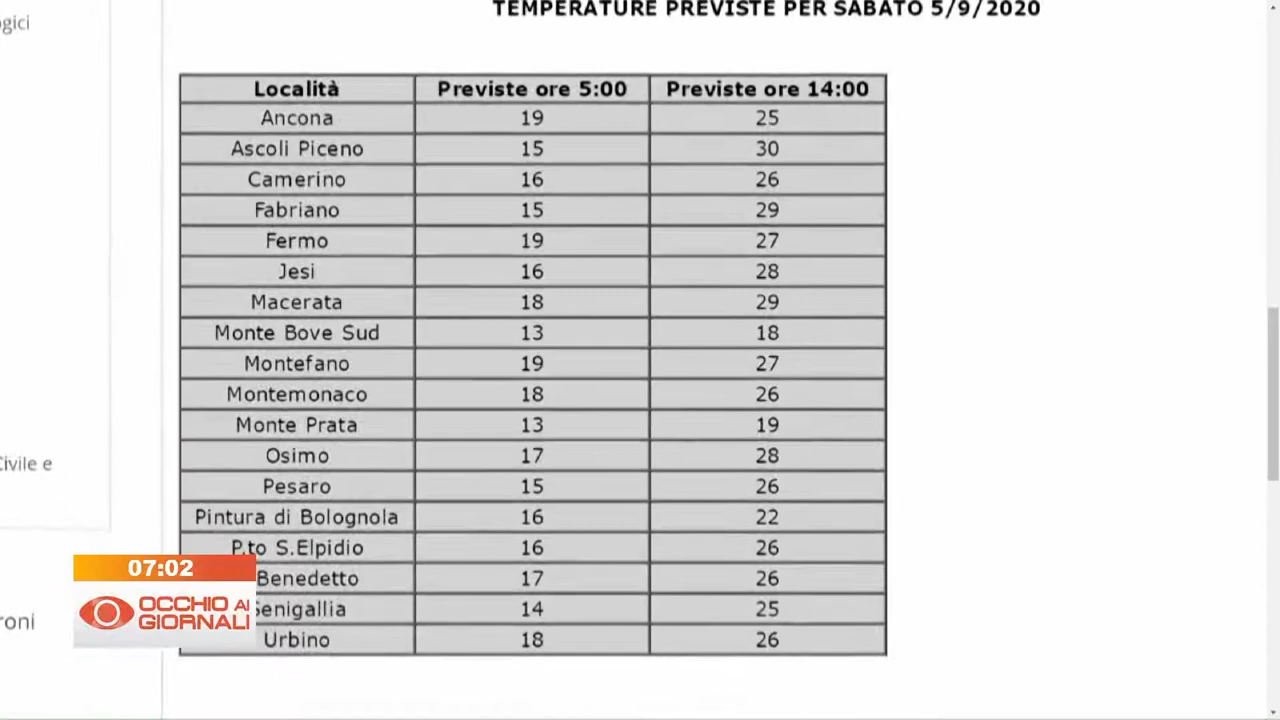 TEMPERATURE PREVISTE PER SABATO 5/9/2020
ogici
Località Previste ore 5:00 Previste ore 14:00
Ancona 19 25
Ascoli Piceno 15 30
Camerino 16 26
Fabriano 15 29
Fermo 19 27
Jesi 16 28
Macerata 18 29
Monte Bove Sud 13 18
Montefano 19 27
Montemonaco 18 26
Monte Prata 13 19
Civile e
Osimo 17 28
Pesaro 15 26
Pintura di Bolognola 16 22
P.to S.Elpidio 16 26
Benedetto 17 26
Senigallia 14 25
Urbino 18 26
roni
07:02
OCCHIO AI
GIORNALI